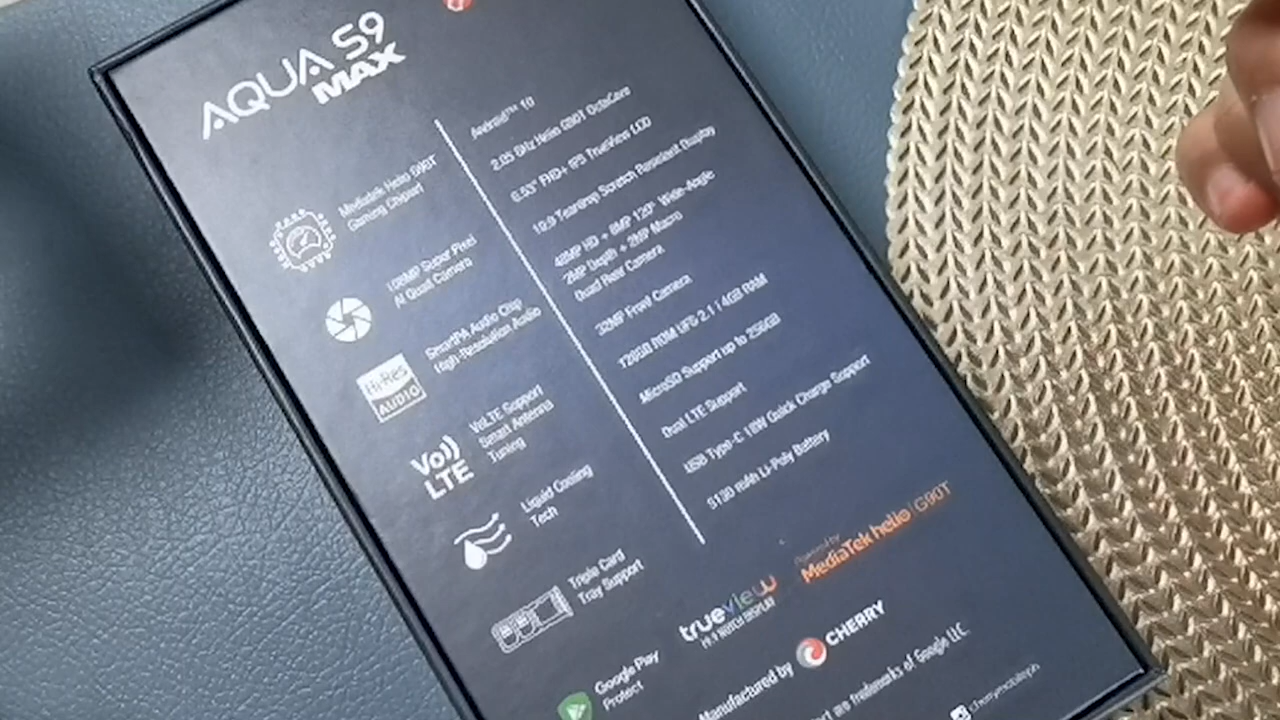 AQUA S9
MAX
Mediatek Helio G90T
Gaming Chipset
108MP Super Pixel
AI Quad Camera
Hi-Res
AUDIO
SmartPA Audio Chip
High-Resolution Audio
Vo))
LTE
VoLTE Support
Smart Antenna
Tuning
Liquid Cooling
Tech
Triple Card
Tray Support
Google Play
Protect
Android™ 10
2.05 GHz Helio G90T OctaCore
6.53" FHD+ IPS TrueView LCD
19:9 Teardrop Scratch Resistant Display
48MP HD + 8MP 120° Wide-Angle
2MP Depth + 2MP Macro
Quad Rear Camera
32MP Front Camera
128GB ROM UFS 2.1 | 4GB RAM
MicroSD Support up to 256GB
Dual LTE Support
USB Type-C 18W Quick Charge Support
5130 mAh Li-Poly Battery
trueview
NOTCH DISPLAY
Powered by
MediaTek helio | G90T
Manufactured by CHERRY
are trademarks of Google LLC.
cherrymobileph